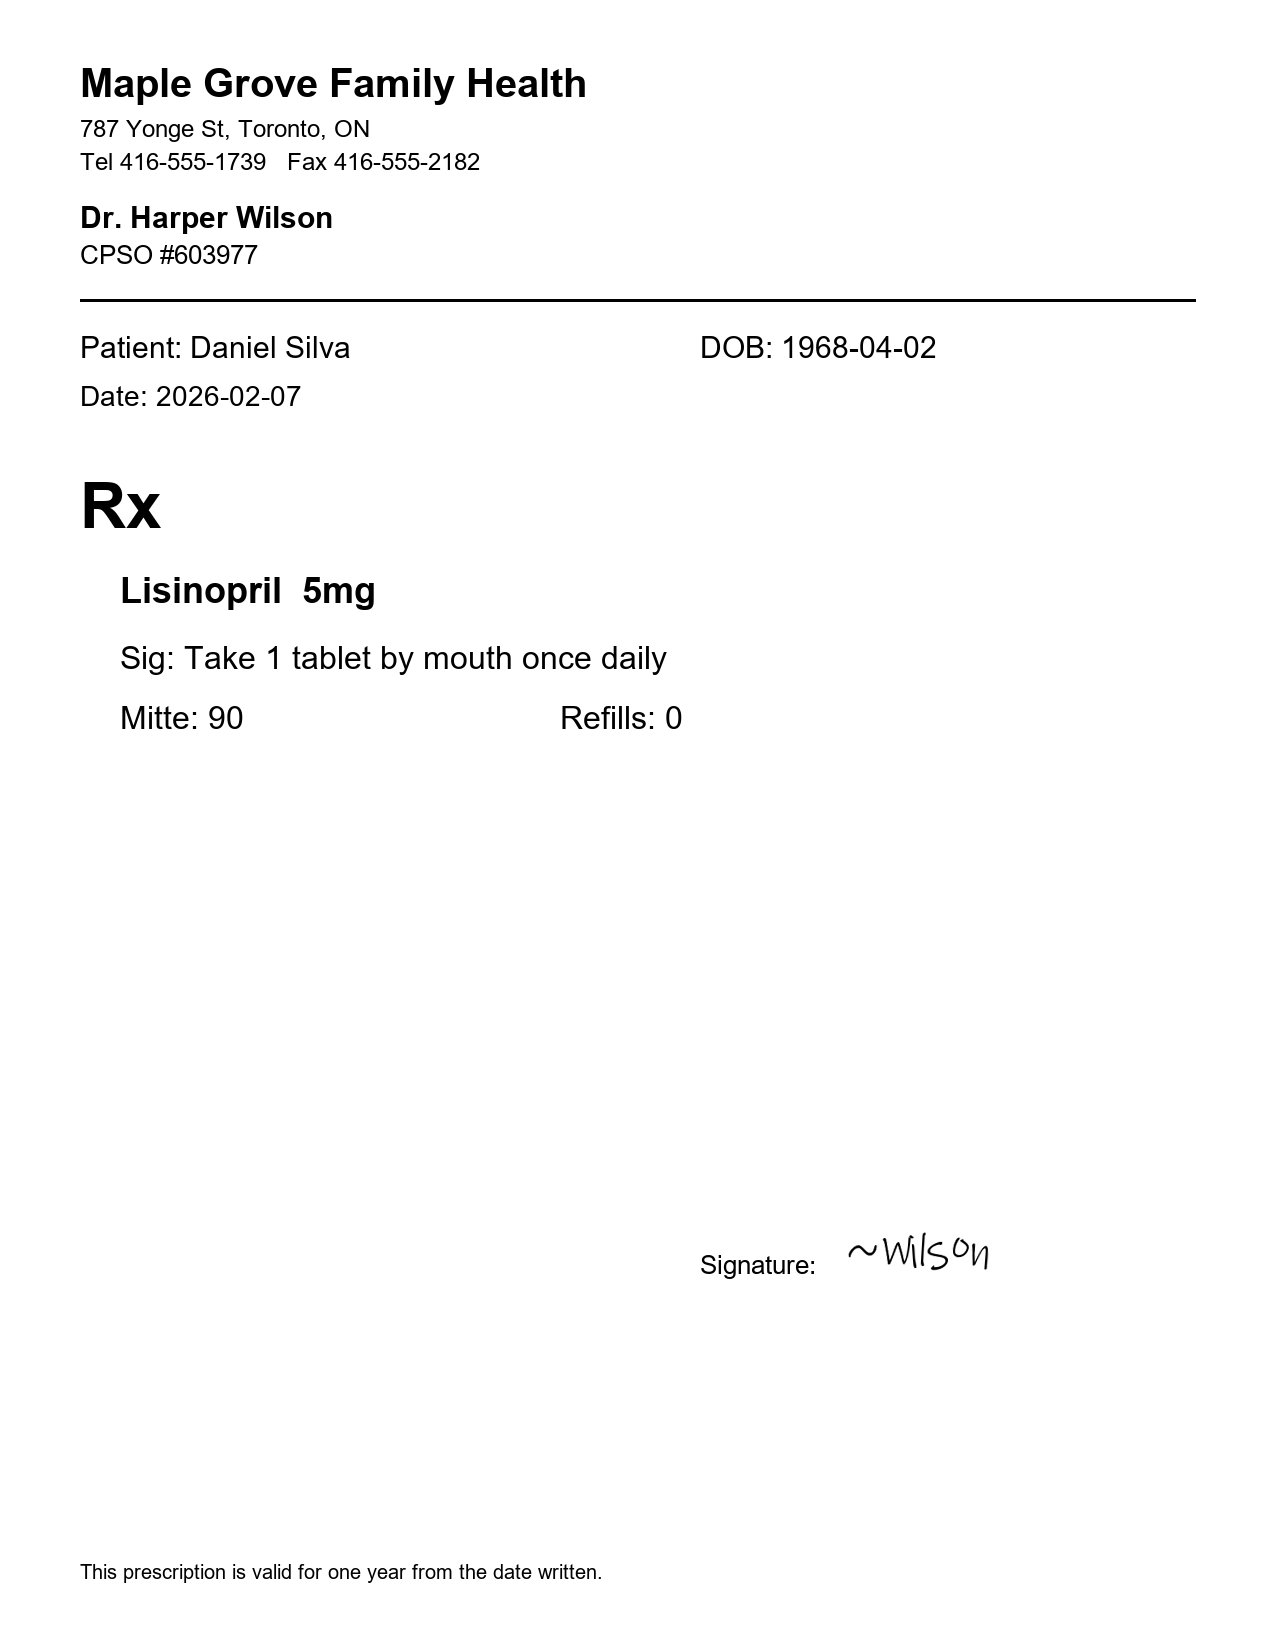 Maple Grove Family Health
787 Yonge St, Toronto, ON
Tel 416-555-1739 Fax 416-555-2182
Dr. Harper Wilson
CPSO #603977
Patient: Daniel Silva DOB: 1968-04-02
Date: 2026-02-07
Rx
Lisinopril 5mg
Sig: Take 1 tablet by mouth once daily
Mitte: 90 Refills: 0
Signature: ~Wilson
This prescription is valid for one year from the date written.